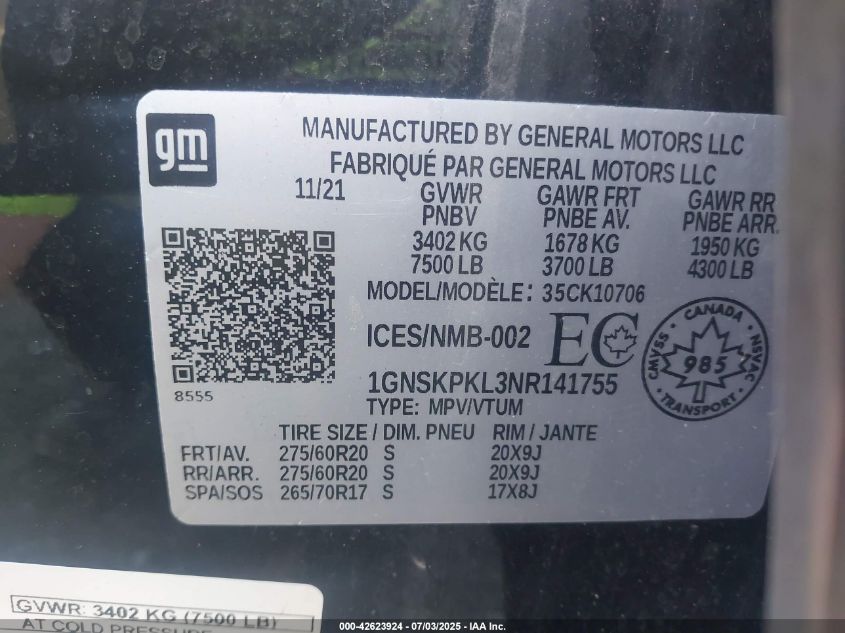 gm
MANUFACTURED BY GENERAL MOTORS LLC
FABRIQUÉ PAR GENERAL MOTORS LLC
11/21 GVWR GAWR FRT GAWR RR
PNBV PNBE AV. PNBE ARR.
3402 KG 1678 KG 1950 KG
7500 LB 3700 LB 4300 LB
MODEL/MODÈLE: 35CK10706
ICES/NMB-002 EC
CANADA
CMVSS 985 NSVAC
TRANSPORT
8555
1GNSKPKL3NR141755
TYPE: MPV/VTUM
TIRE SIZE / DIM. PNEU RIM / JANTE
FRT/AV. 275/60R20 S 20X9J
RR/ARR. 275/60R20 S 20X9J
SPA/SOS 265/70R17 S 17X8J
GVWR: 3402 KG (7500 LB)
AT COLD PRESSURE
000-42623924 - 07/03/2025 - IAA Inc.